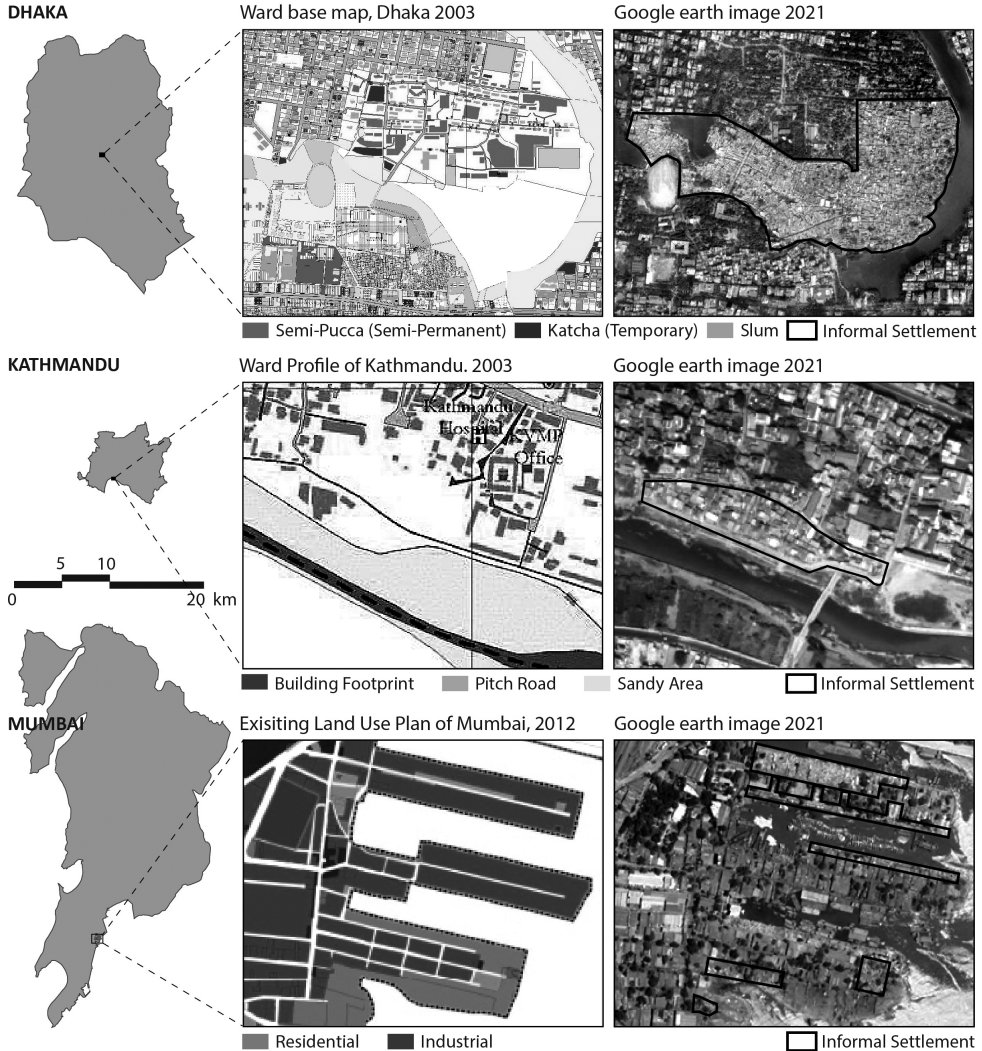 DHAKA
Ward base map, Dhaka 2003
Google earth image 2021
Semi-Pucca (Semi-Permanent)
Katcha (Temporary)
Slum
Informal Settlement
KATHMANDU
Ward Profile of Kathmandu. 2003
Google earth image 2021
Kathmandu
Hospital
H
KVMP
Office
5
10
0
20 km
Building Footprint
Pitch Road
Sandy Area
Informal Settlement
MUMBAI
Exisiting Land Use Plan of Mumbai, 2012
Google earth image 2021
Residential
Industrial
Informal Settlement